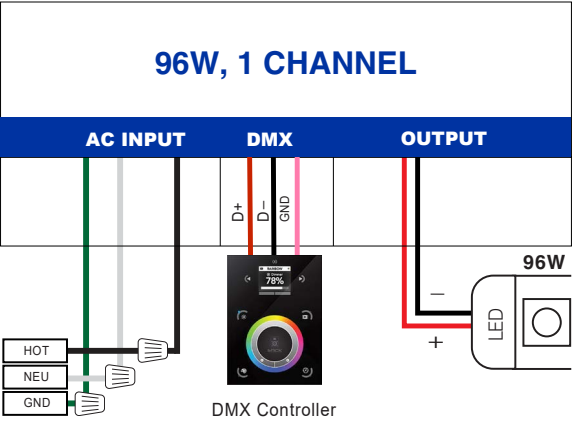 96W, 1 CHANNEL
AC INPUT
DMX
OUTPUT
D+
D–
GND
96W
78%
–
+
LED
HOT
NEU
GND
DMX Controller